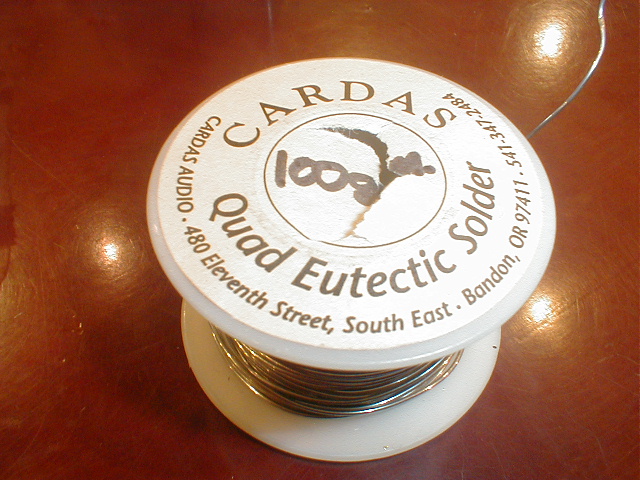 CARDAS
100g
Quad Eutectic Solder
CARDAS AUDIO · 480 Eleventh Street, South East · Bandon, OR 97411 · 541-347-2484